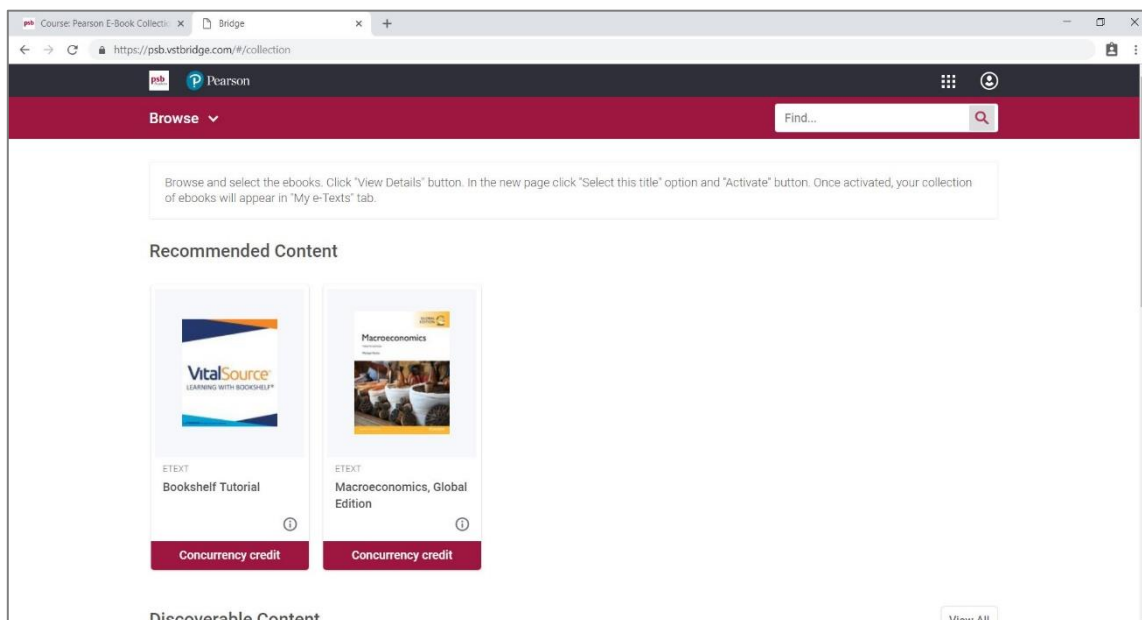 psb Course: Pearson E-Book Collectio
Bridge
https://psb.vstbridge.com/#/collection
psb
Pearson
Browse
Find...
Browse and select the ebooks. Click "View Details" button. In the new page click "Select this title" option and "Activate" button. Once activated, your collection
of ebooks will appear in "My e-Texts" tab.
Recommended Content
VitalSource
LEARNING WITH BOOKSHELF
GLOBAL
EDITION
Macroeconomics
ETEXT
Bookshelf Tutorial
Concurrency credit
ETEXT
Macroeconomics, Global
Edition
Concurrency credit
Discoverable Content
View All